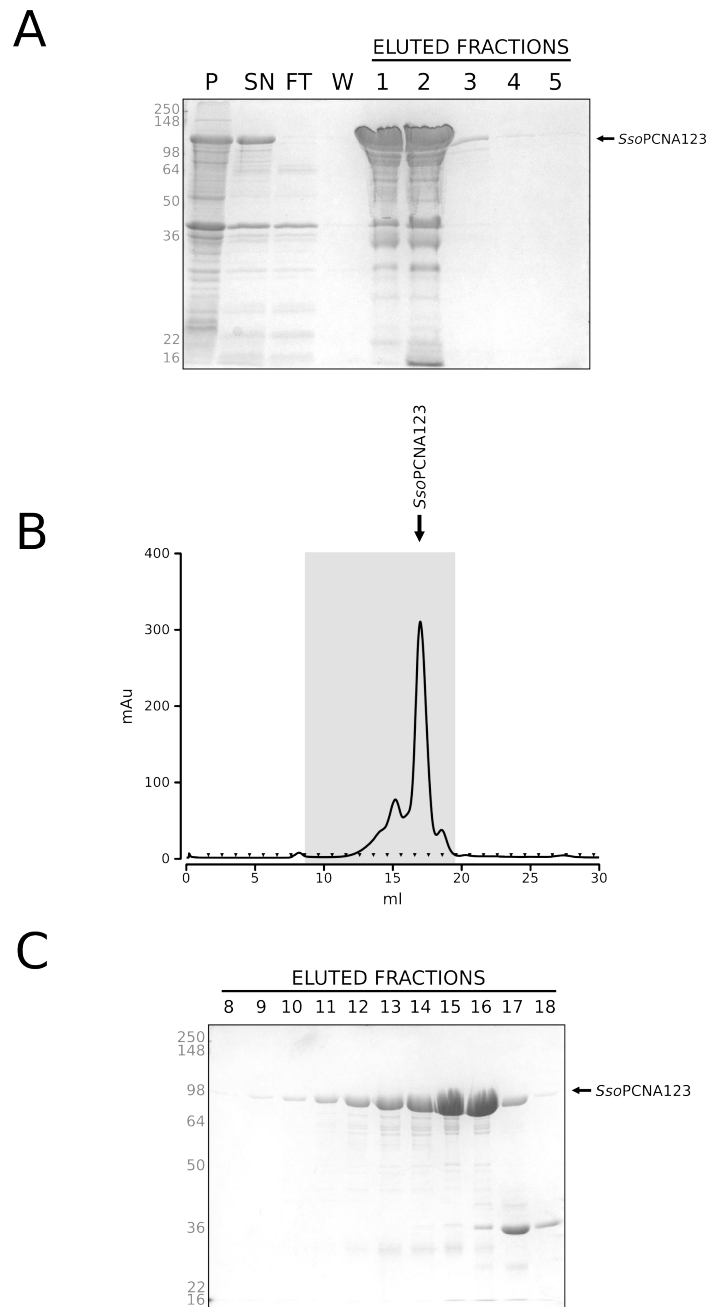 A
ELUTED FRACTIONS
P SN FT W 1 2 3 4 5
250
148
98
64
50
36
22
16
SsoPCNA123
SsoPCNA123
B
400
300
200
100
0
mAu
0 5 10 15 20 25 30
ml
C
ELUTED FRACTIONS
8 9 10 11 12 13 14 15 16 17 18
250
148
98
64
50
36
22
16
SsoPCNA123